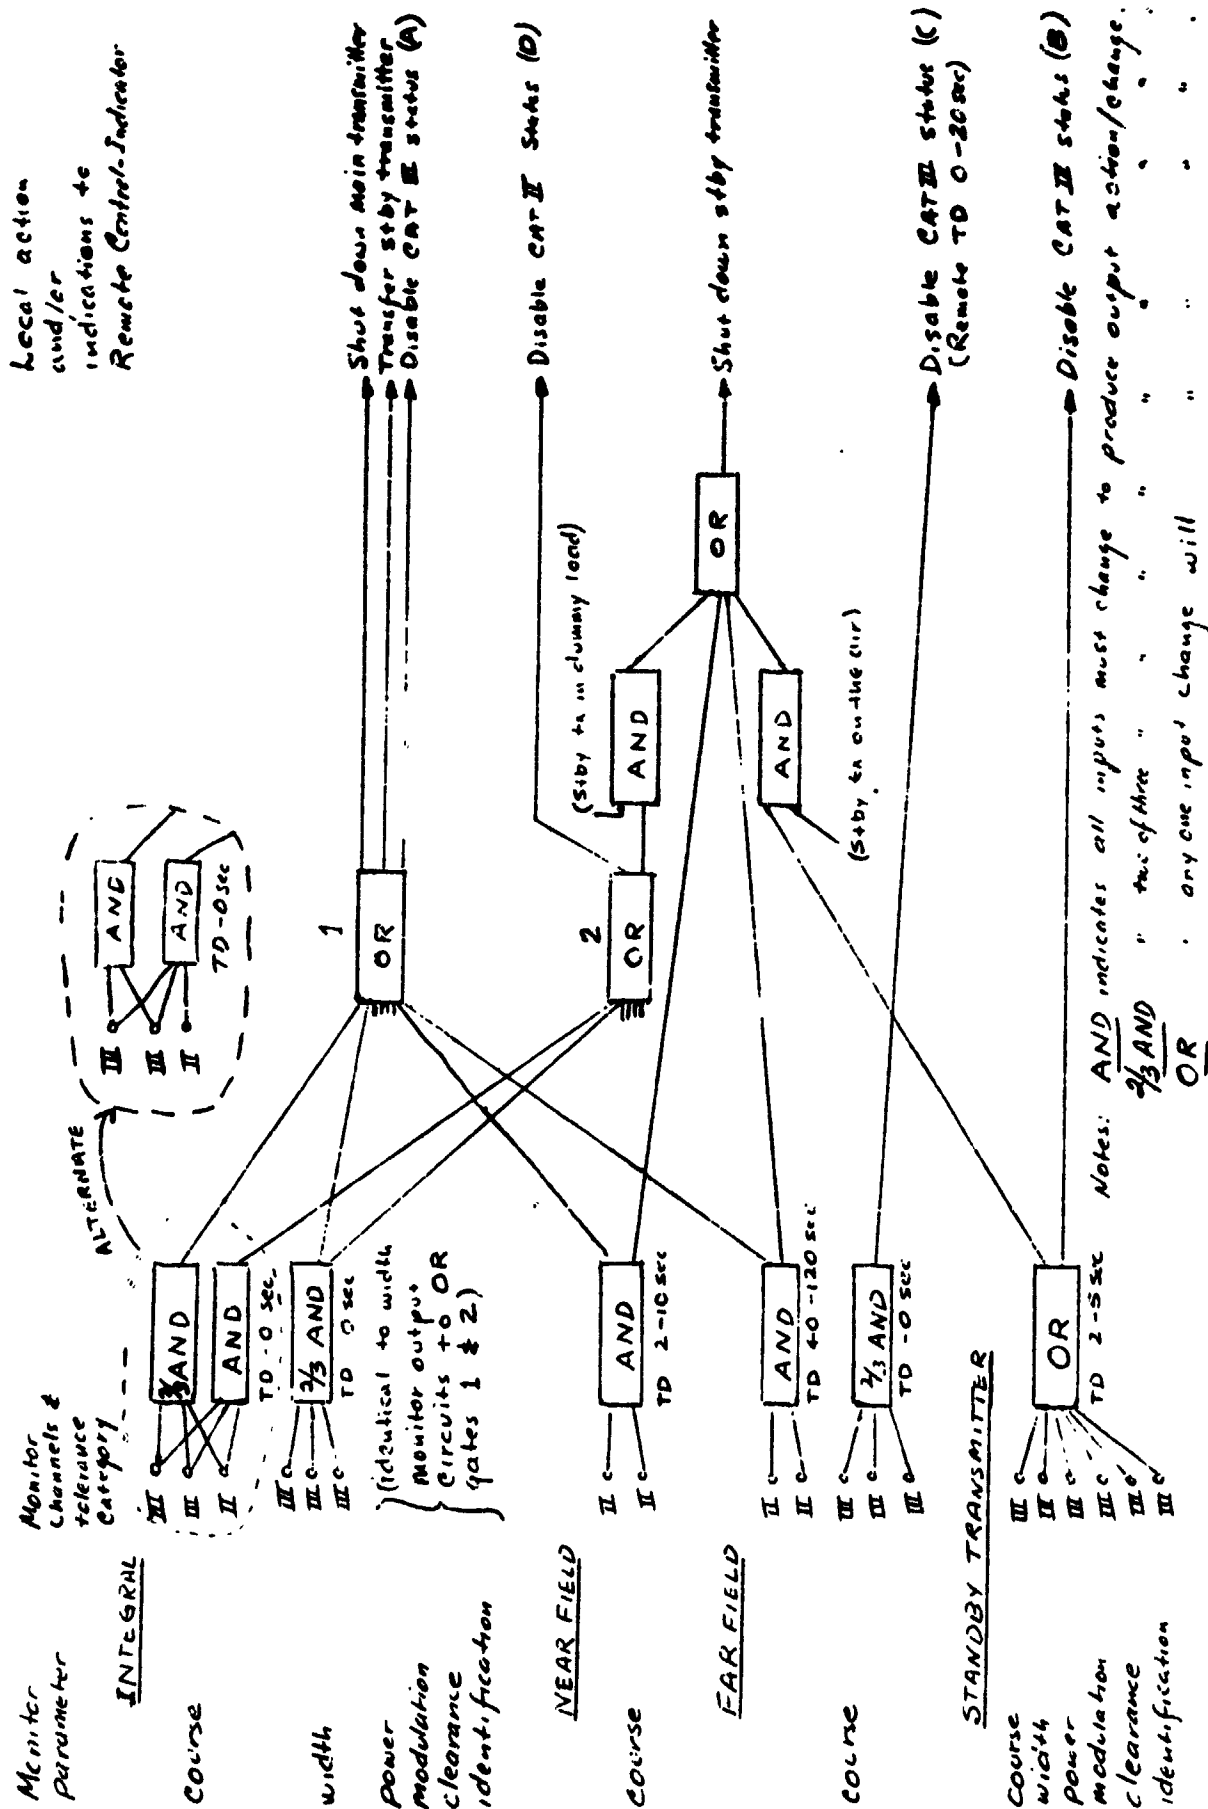 Monitor
parameter
Monitor
channels &
tolerance
category
Local action
and/or
indications to
Remote Control-Indicator
INTEGRAL
course
III
III
II
2/3 AND
AND
TD-0 sec
ALTERNATE
III
III
II
AND
AND
TD-0 sec
width
III
III
III
2/3 AND
TD 0 sec
power
modulation
clearance
identification
(identical to width
monitor output
circuits to OR
gates 1 & 2)
1
OR
Shut down main transmitter
Transfer stby transmitter
Disable CAT III status (A)
2
OR
Disable CAT II status (D)
(Stby tx in dummy load)
AND
OR
Shut down stby transmitter
AND
(Stby tx on the air)
NEAR FIELD
course
II
II
AND
TD 2-10 sec
FAR FIELD
course
II
II
AND
TD 40-120 sec
III
III
III
2/3 AND
TD-0 sec
Disable CAT III status (C)
(Remote TD 0-20 sec)
STANDBY TRANSMITTER
course
width
power
modulation
clearance
identification
III
III
III
III
III
III
OR
TD 2-5 sec
Disable CAT III status (B)
Notes: AND indicates all inputs must change to produce output action/change.
2/3 AND " two of three " " " " " " " "
OR " any one input change will " " " "